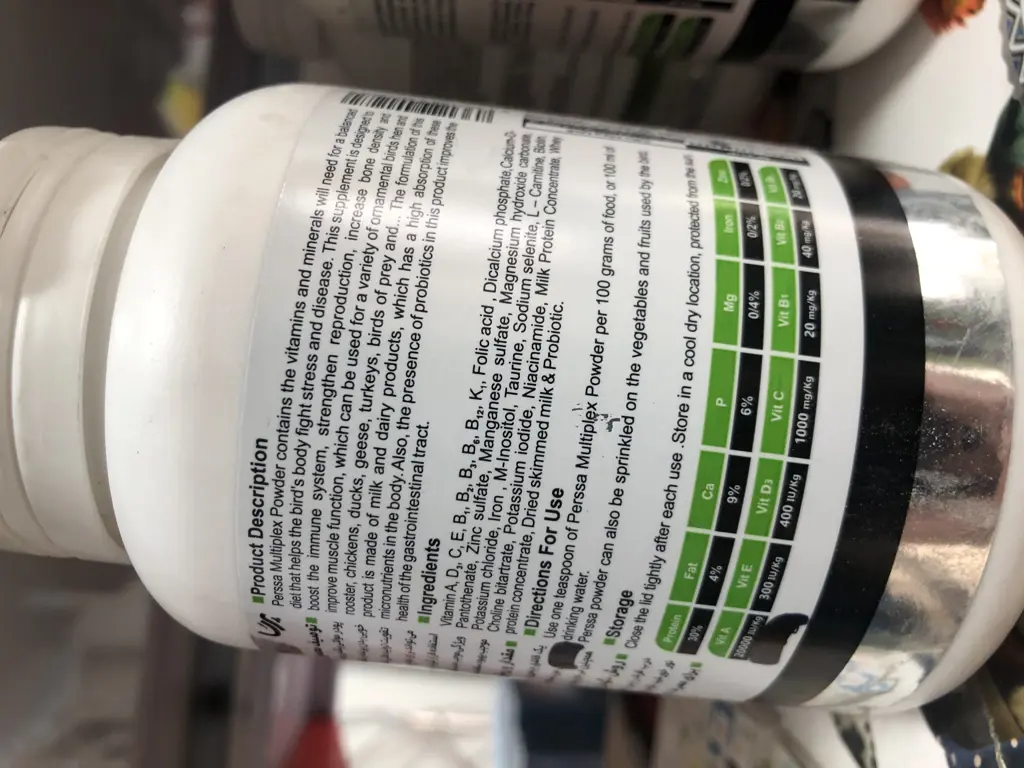 Product Description
Perssa Multiplex Powder contains the vitamins and minerals will need for a balanced
diet that helps the bird's body fight stress and disease. This supplement is designed to
boost the immune system, strengthen reproduction, increase bone density and
improve muscle function, which can be used for a variety of ornamental birds hen and
rooster, chickens, ducks, geese, turkeys, birds of prey and... The formulation of this
product is made of milk and dairy products, which has a high absorption of these
micronutrients in the body. Also, the presence of probiotics in this product improves the
health of the gastrointestinal tract.
Ingredients
Vitamin A, D3, C, E, B1, B2, B3, B6, B12, K, Folic acid, Dicalcium phosphate, Calcium-D-
Pantothenate, Zinc sulfate, Manganese sulfate, Magnesium hydroxide carbonate,
Potassium chloride, Iron, M-Inositol, Taurine, Sodium selenite, L-Carnitine, Biotin
Choline bitartrate, Potassium iodide, Niacinamide, Milk Protein Concentrate, Whey
protein concentrate, Dried skimmed milk & Probiotic.
Directions For Use
Use one teaspoon of Perssa Multiplex Powder per 100 grams of food, or 100 ml of
drinking water.
Perssa powder can also be sprinkled on the vegetables and fruits used by the bird.
Storage
Close the lid tightly after each use .Store in a cool dry location, protected from the sun
Protein Fat Ca P Mg Iron Zinc
30% 4% 9% 6% 0/4% 0/2% 0/2%
Vit A Vit E Vit D3 Vit C Vit B1 Vit B2
20000 IU/Kg 300 IU/Kg 400 IU/Kg 1000 mg/Kg 20 mg/Kg 40 mg/Kg